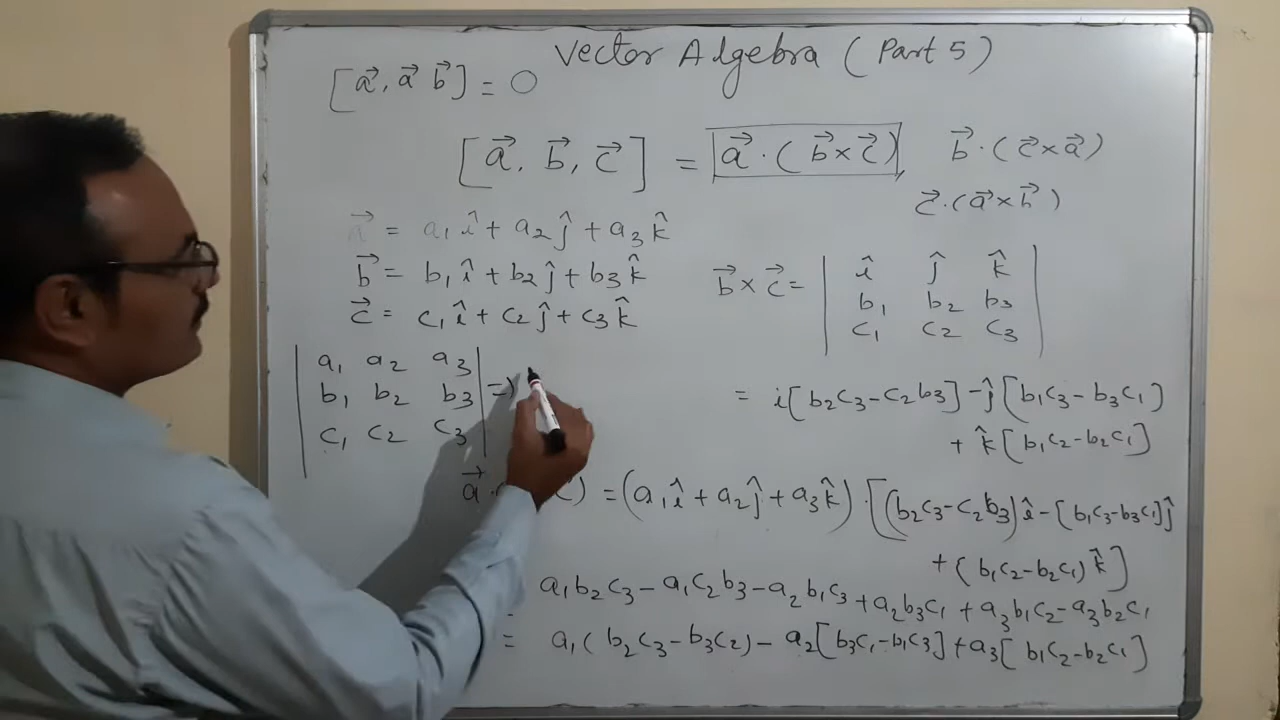 Vector Algebra (Part 5)
[a⃗, a⃗ b⃗] = 0
[a⃗, b⃗, c⃗] = a⃗ · (b⃗ × c⃗), b⃗ · (c⃗ × a⃗)
c⃗ · (a⃗ × b⃗)
a⃗ = a₁î + a₂ĵ + a₃k̂
b⃗ = b₁î + b₂ĵ + b₃k̂
c⃗ = c₁î + c₂ĵ + c₃k̂
b⃗ × c⃗ = | î ĵ k̂ |
| b₁ b₂ b₃ |
| c₁ c₂ c₃ |
| a₁ a₂ a₃ |
| b₁ b₂ b₃ | =>
| c₁ c₂ c₃ |
= i[b₂c₃ - c₂b₃] - ĵ[b₁c₃ - b₃c₁]
+ k̂[b₁c₂ - b₂c₁]
a⃗ · ) = (a₁î + a₂ĵ + a₃k̂) · [(b₂c₃ - c₂b₃)î - [b₁c₃ - b₃c₁]ĵ
+ (b₁c₂ - b₂c₁)k̂]
= a₁b₂c₃ - a₁c₂b₃ - a₂b₁c₃ + a₂b₃c₁ + a₃b₁c₂ - a₃b₂c₁
= a₁(b₂c₃ - b₃c₂) - a₂[b₃c₁ - b₁c₃] + a₃[b₁c₂ - b₂c₁]